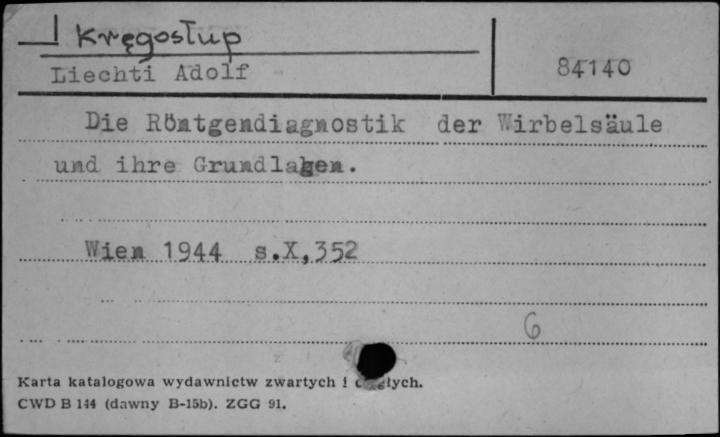 Kręgosłup
Liechti Adolf
84140
Die Röntgendiagnostik der Wirbelsäule
und ihre Grundlagen.
Wien 1944 s.X,352
6
Karta katalogowa wydawnictw zwartych i
CWD B 144 (dawny B-15b). ZGG 91.